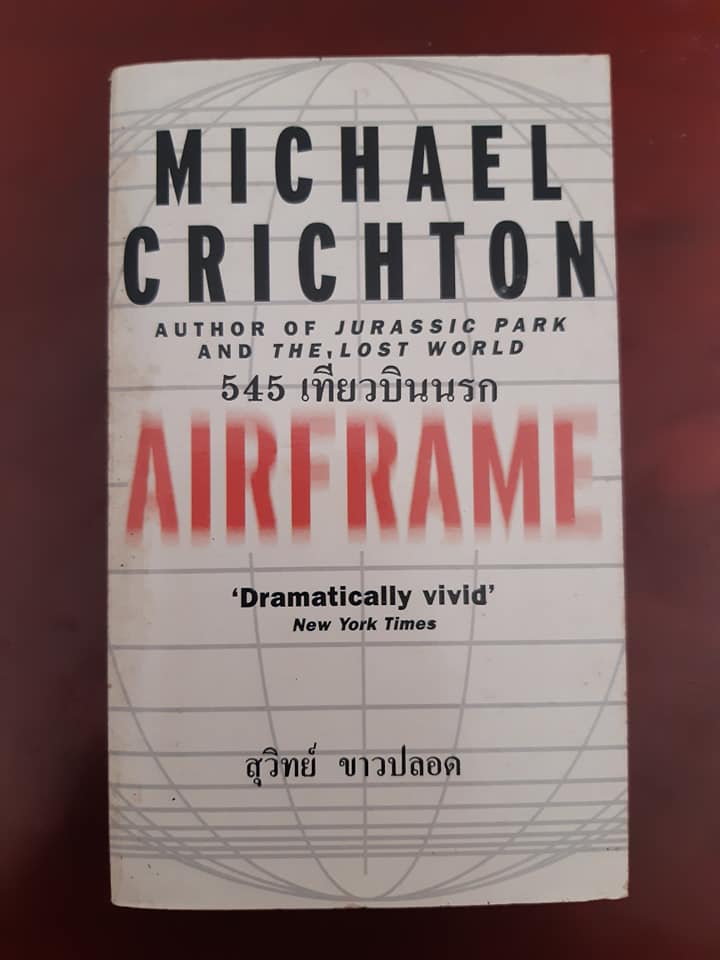 MICHAEL
CRICHTON
AUTHOR OF JURASSIC PARK
AND THE LOST WORLD
545 เที่ยวบินนรก
AIRFRAME
‘Dramatically vivid’
New York Times
สุวิทย์ ขาวปลอด